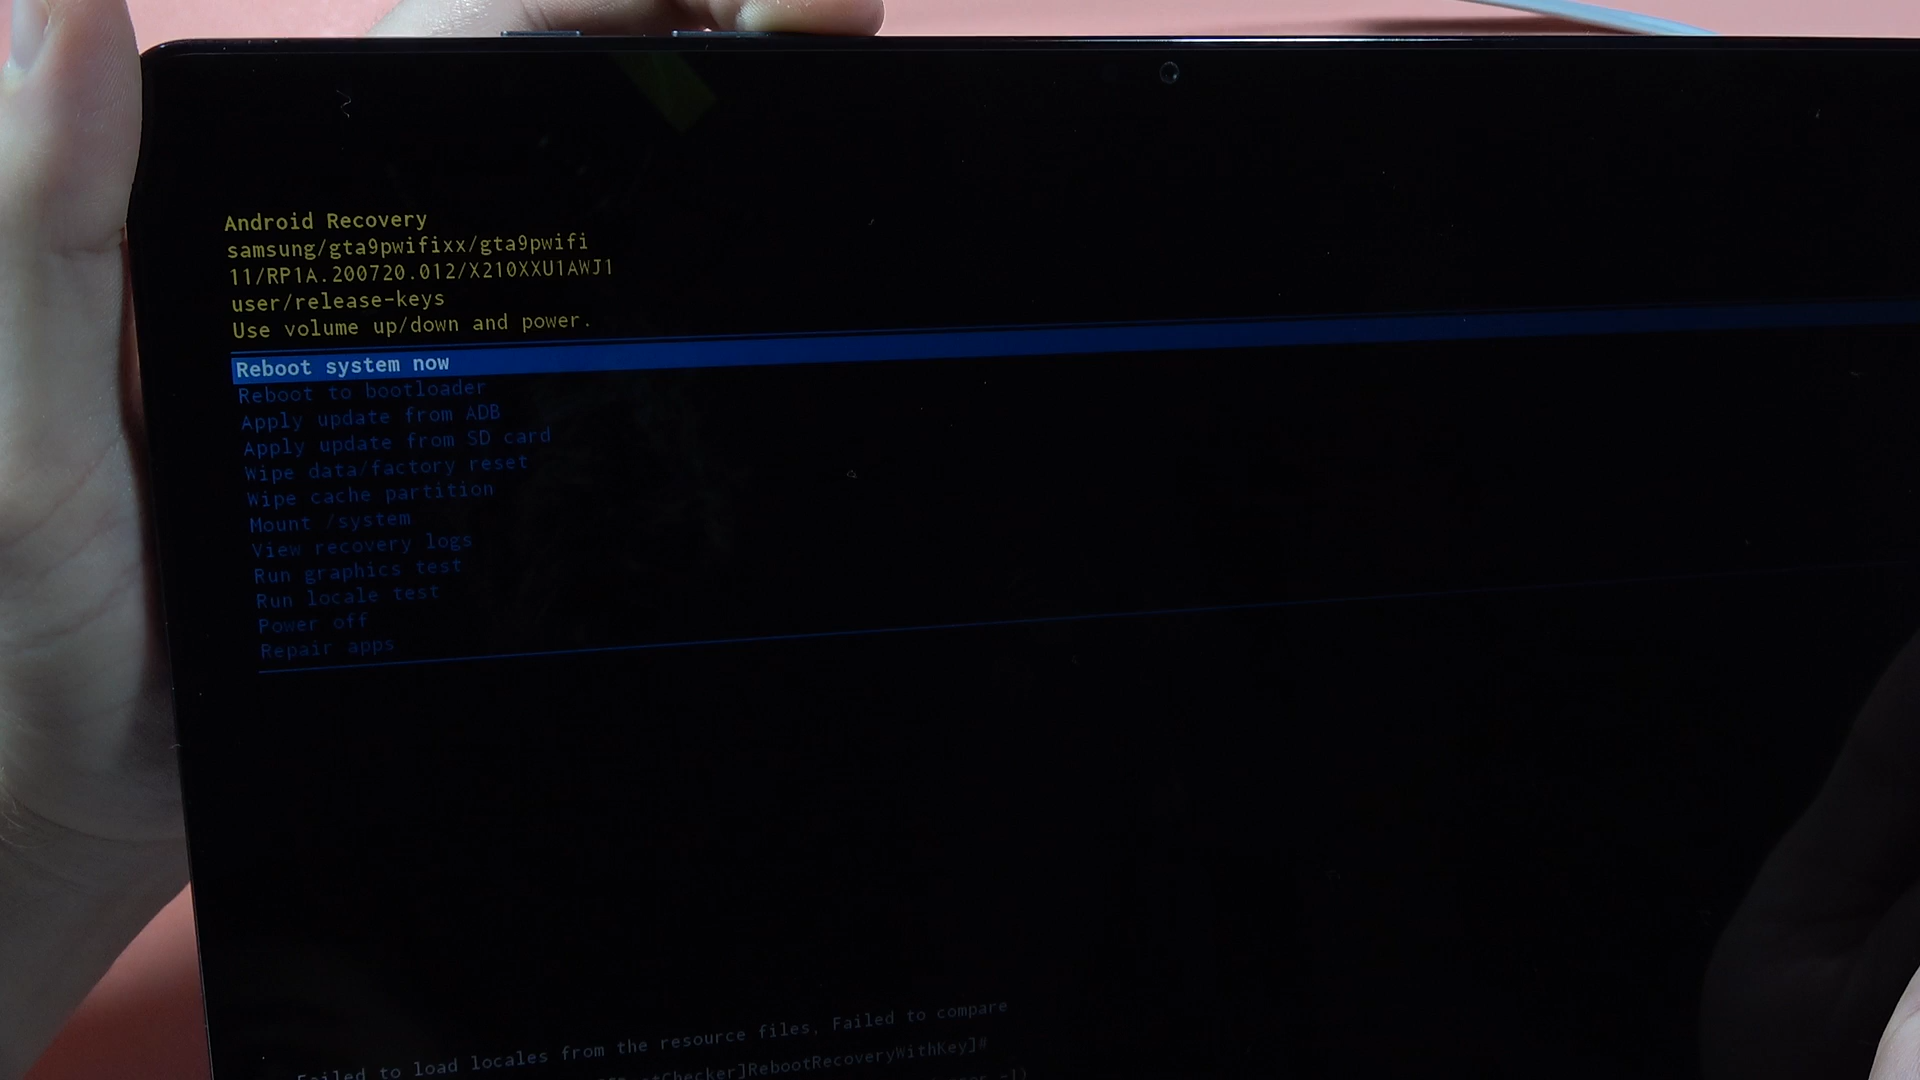 Android Recovery
samsung/gta9pwifixx/gta9pwifi
11/RP1A.200720.012/X210XXU1AWJ1
user/release-keys
Use volume up/down and power.
Reboot system now
Reboot to bootloader
Apply update from ADB
Apply update from SD card
Wipe data/factory reset
Wipe cache partition
Mount /system
View recovery logs
Run graphics test
Run locale test
Power off
Repair apps
Failed to load locales from the resource files, Failed to compare
tChecker]RebootRecoveryWithKey]#